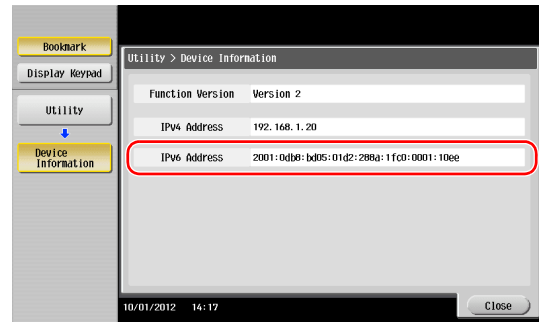 Bookmark
Display Keypad
Utility
Device
Information
Utility > Device Information
Function Version Version 2
IPv4 Address 192.168.1.20
IPv6 Address 2001:0db8:bd05:01d2:288a:1fc0:0001:10ee
10/01/2012 14:17
Close